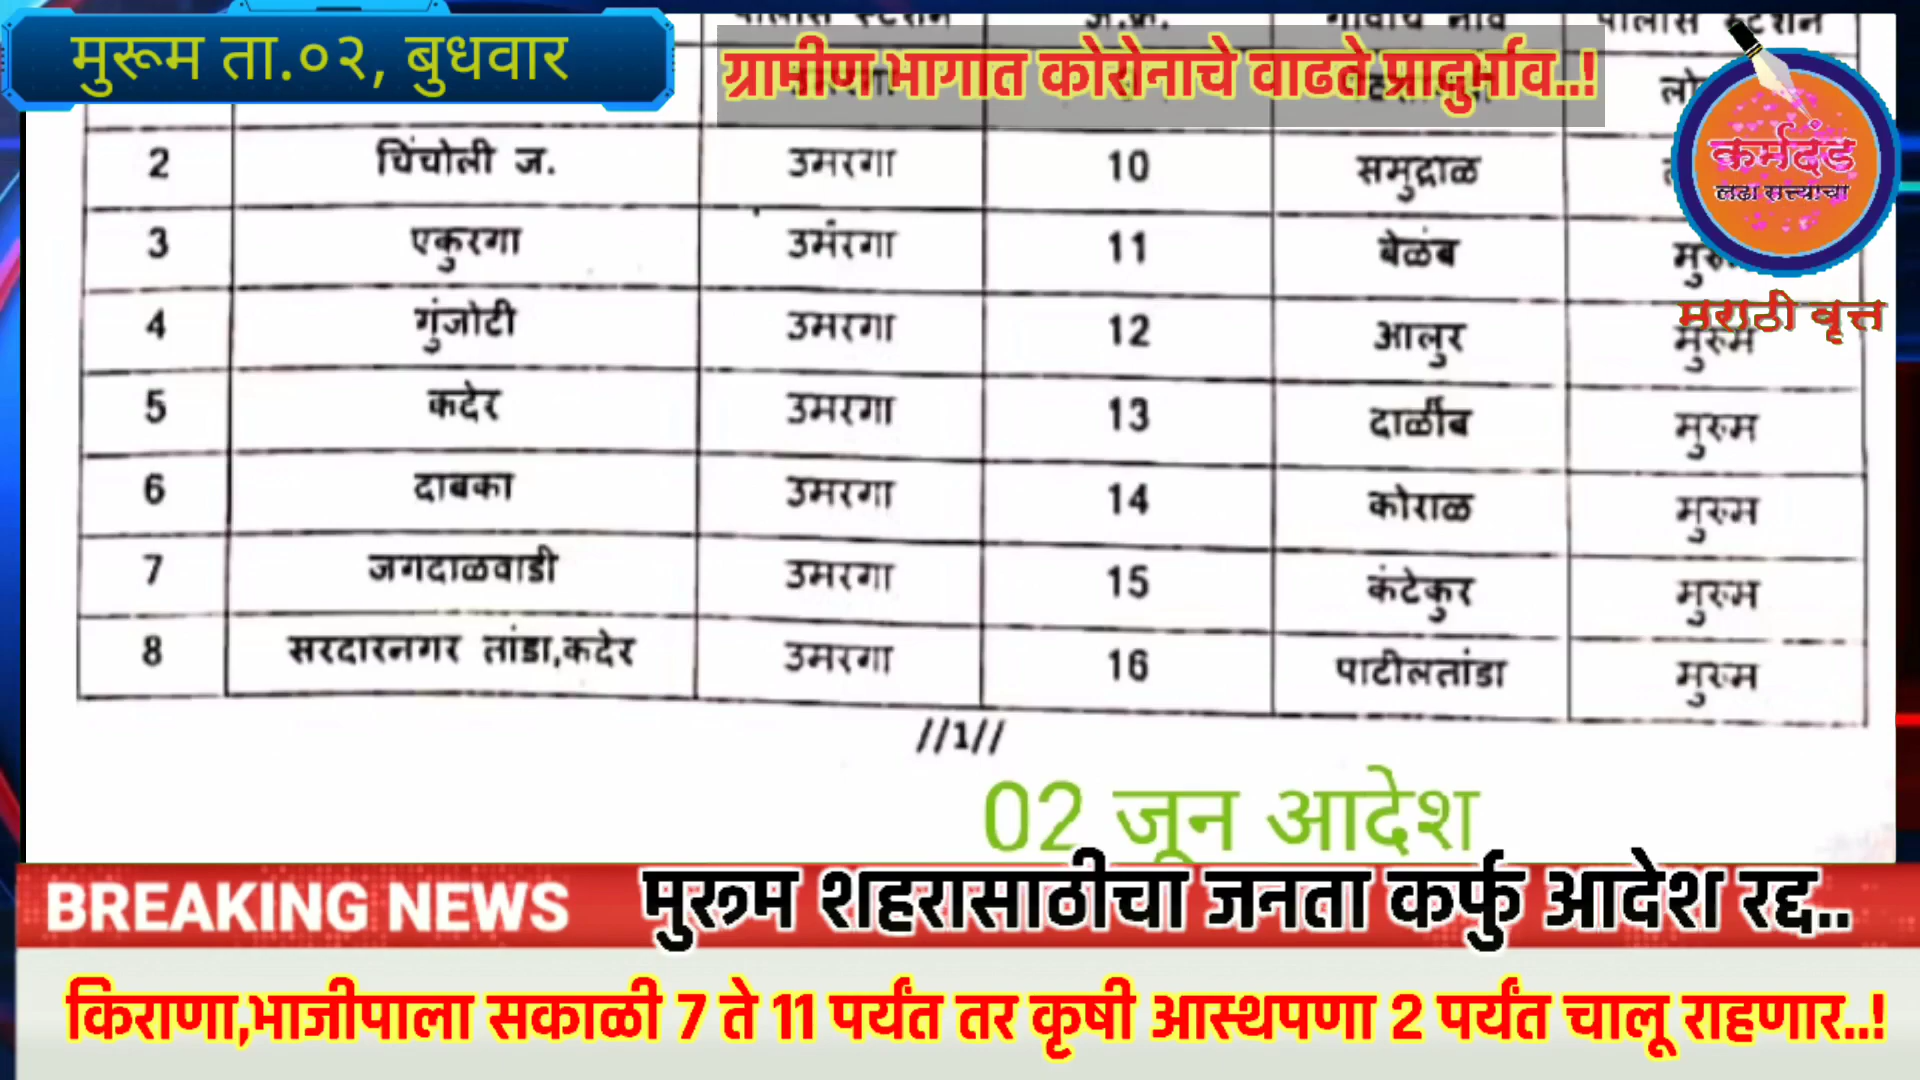 मुरूम ता.०२, बुधवार
ग्रामीण भागात कोरोनाचे वाढते प्रादुर्भाव..!
कर्मदंड
लढा सत्याचा
मराठी वृत्त
पोलीस स्टेशन अ.क्र. गावाचे नाव पोलीस स्टेशन
2 चिंचोली ज. उमरगा 10 समुद्राळ
3 एकुरगा उमरगा 11 बेळंब मुरुम
4 गुंजोटी उमरगा 12 आलुर मुरुम
5 कदेर उमरगा 13 दाळींब मुरुम
6 दाबका उमरगा 14 कोराळ मुरुम
7 जगदाळवाडी उमरगा 15 कंटेकुर मुरुम
8 सरदारनगर तांडा,कदेर उमरगा 16 पाटीलतांडा मुरुम
//1//
02 जून आदेश
BREAKING NEWS मुरूम शहरासाठीचा जनता कर्फु आदेश रद्द..
किराणा,भाजीपाला सकाळी 7 ते 11 पर्यंत तर कृषी आस्थपणा 2 पर्यंत चालू राहणार..!